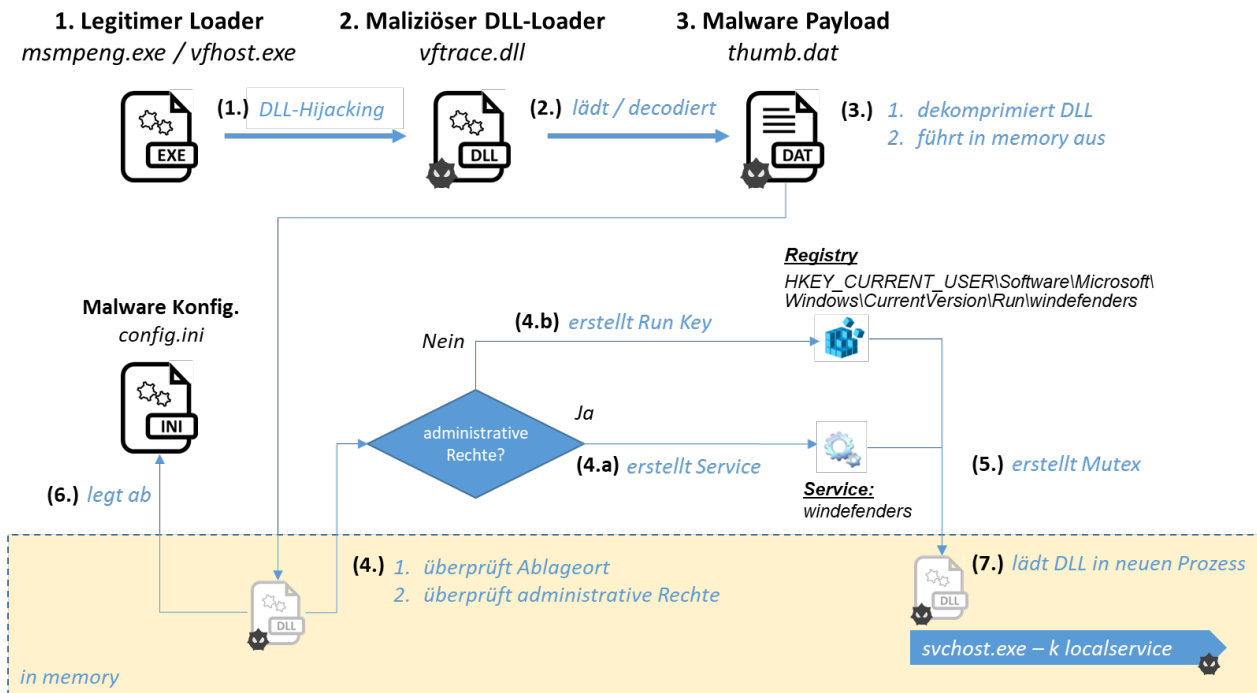 1. Legitimer Loader
msmpeng.exe / vfhost.exe
2. Maliziöser DLL-Loader
vftrace.dll
3. Malware Payload
thumb.dat
EXE
(1.) DLL-Hijacking
DLL
(2.) lädt / decodiert
DAT
(3.) 1. dekomprimiert DLL
2. führt in memory aus
Registry
HKEY_CURRENT_USER\Software\Microsoft\
Windows\CurrentVersion\Run\windefenders
Malware Konfig.
config.ini
INI
Nein
(4.b) erstellt Run Key
administrative
Rechte?
Ja
(4.a) erstellt Service
Service:
windefenders
(5.) erstellt Mutex
(6.) legt ab
(4.) 1. überprüft Ablageort
2. überprüft administrative Rechte
DLL
(7.) lädt DLL in neuen Prozess
DLL
svchost.exe – k localservice
in memory